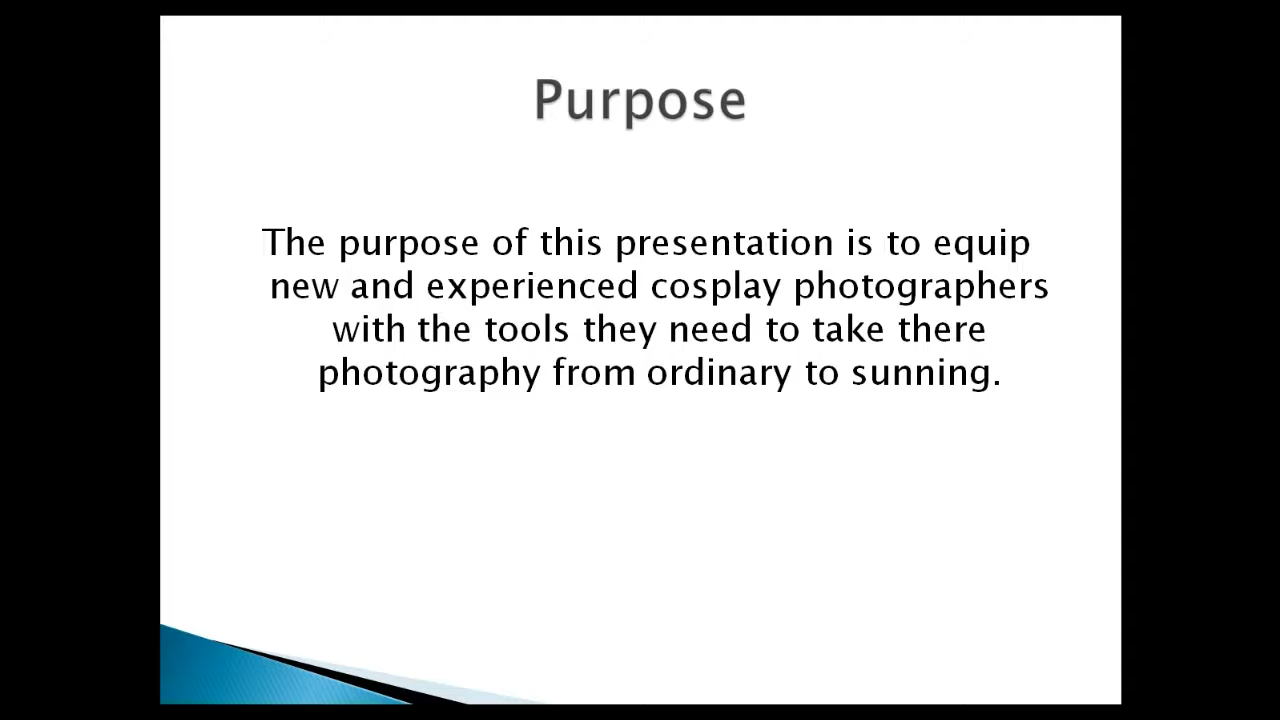 Purpose
The purpose of this presentation is to equip
new and experienced cosplay photographers
with the tools they need to take there
photography from ordinary to sunning.